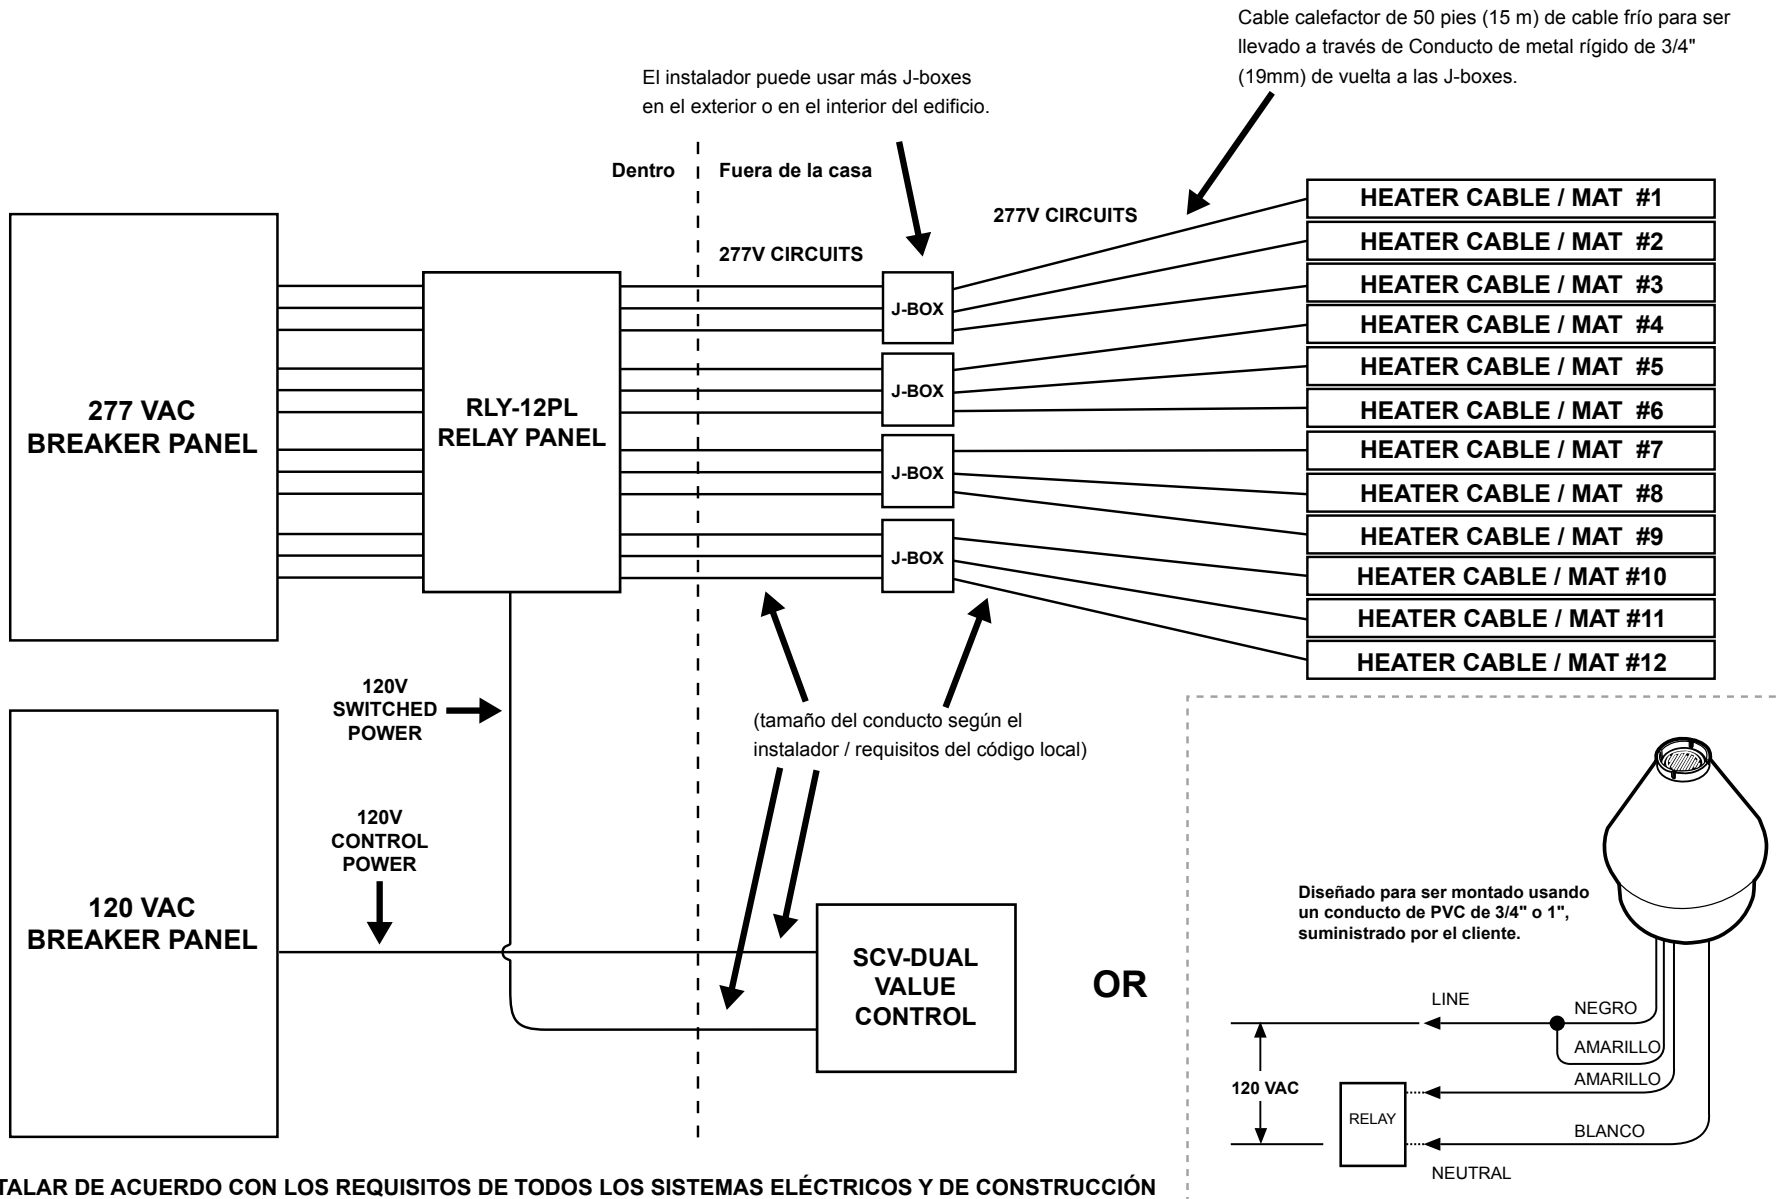 Cable calefactor de 50 pies (15 m) de cable frío para ser
llevado a través de Conducto de metal rígido de 3/4"
(19mm) de vuelta a las J-boxes.
El instalador puede usar más J-boxes
en el exterior o en el interior del edificio.
Dentro
Fuera de la casa
277V CIRCUITS
277V CIRCUITS
277 VAC
BREAKER PANEL
RLY-12PL
RELAY PANEL
J-BOX
J-BOX
J-BOX
J-BOX
HEATER CABLE / MAT #1
HEATER CABLE / MAT #2
HEATER CABLE / MAT #3
HEATER CABLE / MAT #4
HEATER CABLE / MAT #5
HEATER CABLE / MAT #6
HEATER CABLE / MAT #7
HEATER CABLE / MAT #8
HEATER CABLE / MAT #9
HEATER CABLE / MAT #10
HEATER CABLE / MAT #11
HEATER CABLE / MAT #12
120V
SWITCHED
POWER
(tamaño del conducto según el
instalador / requisitos del código local)
120V
CONTROL
POWER
120 VAC
BREAKER PANEL
SCV-DUAL
VALUE
CONTROL
OR
Diseñado para ser montado usando
un conducto de PVC de 3/4" o 1",
suministrado por el cliente.
LINE
NEGRO
AMARILLO
AMARILLO
120 VAC
RELAY
BLANCO
NEUTRAL
TALAR DE ACUERDO CON LOS REQUISITOS DE TODOS LOS SISTEMAS ELÉCTRICOS Y DE CONSTRUCCIÓN